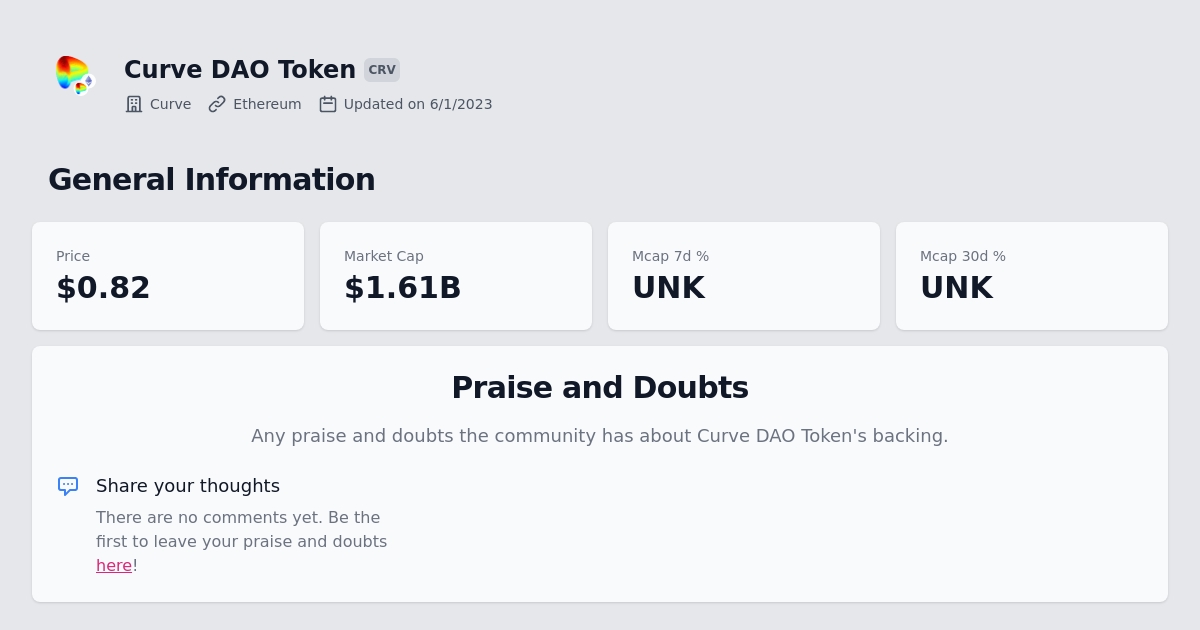 Curve DAO Token CRV
Curve Ethereum Updated on 6/1/2023
General Information
Price
$0.82
Market Cap
$1.61B
Mcap 7d %
UNK
Mcap 30d %
UNK
Praise and Doubts
Any praise and doubts the community has about Curve DAO Token's backing.
Share your thoughts
There are no comments yet. Be the
first to leave your praise and doubts
here!